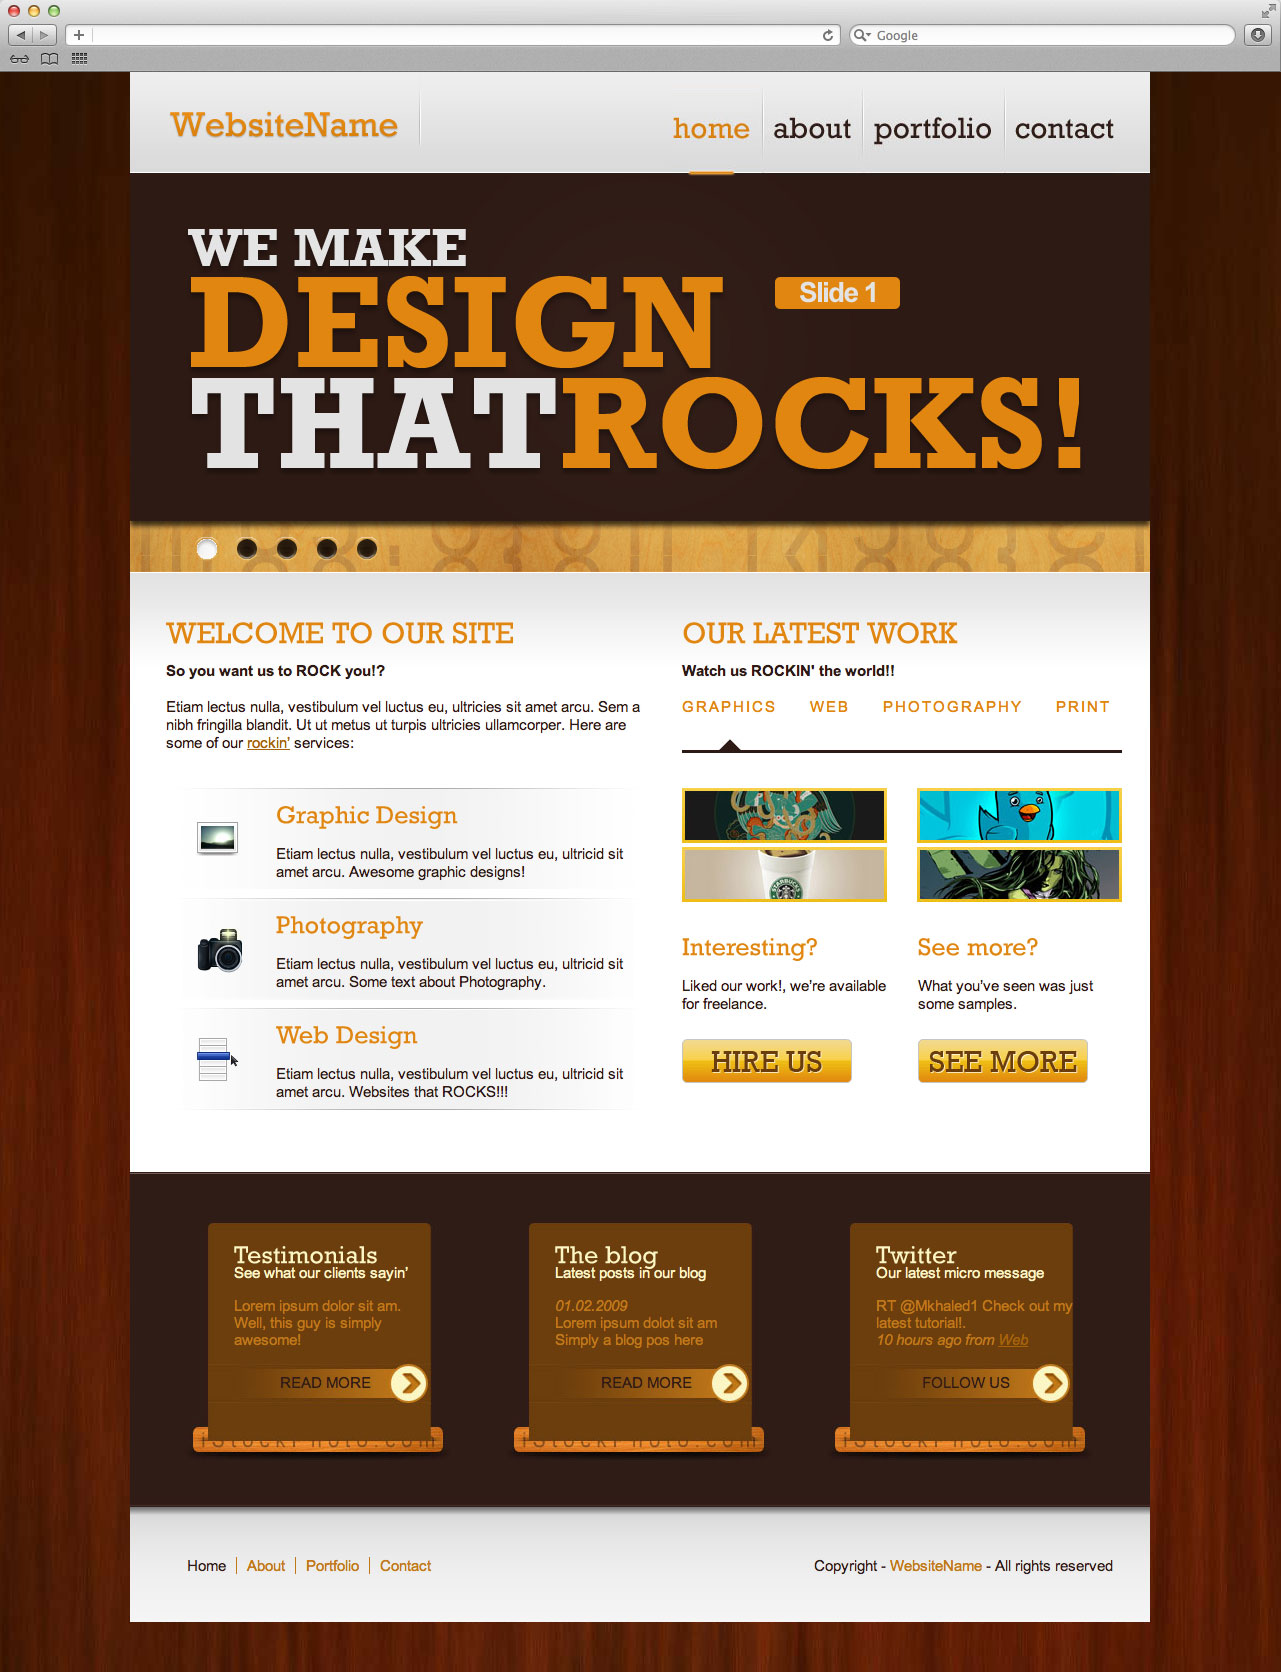 Google
WebsiteName
home about portfolio contact
WE MAKE
DESIGN
Slide 1
THATROCKS!
WELCOME TO OUR SITE
So you want us to ROCK you!?
Etiam lectus nulla, vestibulum vel luctus eu, ultricies sit amet arcu. Sem a
nibh fringilla blandit. Ut ut metus ut turpis ultricies ullamcorper. Here are
some of our rockin' services:
Graphic Design
Etiam lectus nulla, vestibulum vel luctus eu, ultricid sit
amet arcu. Awesome graphic designs!
Photography
Etiam lectus nulla, vestibulum vel luctus eu, ultricid sit
amet arcu. Some text about Photography.
Web Design
Etiam lectus nulla, vestibulum vel luctus eu, ultricid sit
amet arcu. Websites that ROCKS!!!
OUR LATEST WORK
Watch us ROCKIN' the world!!
GRAPHICS WEB PHOTOGRAPHY PRINT
STARBUCKS
Interesting?
Liked our work!, we're available
for freelance.
HIRE US
See more?
What you've seen was just
some samples.
SEE MORE
Testimonials
See what our clients sayin'
Lorem ipsum dolor sit am.
Well, this guy is simply
awesome!
READ MORE
iStockPhoto.com
The blog
Latest posts in our blog
01.02.2009
Lorem ipsum dolot sit am
Simply a blog pos here
READ MORE
iStockPhoto.com
Twitter
Our latest micro message
RT @Mkhaled1 Check out my
latest tutorial!.
10 hours ago from Web
FOLLOW US
iStockPhoto.com
Home About Portfolio Contact
Copyright - WebsiteName - All rights reserved